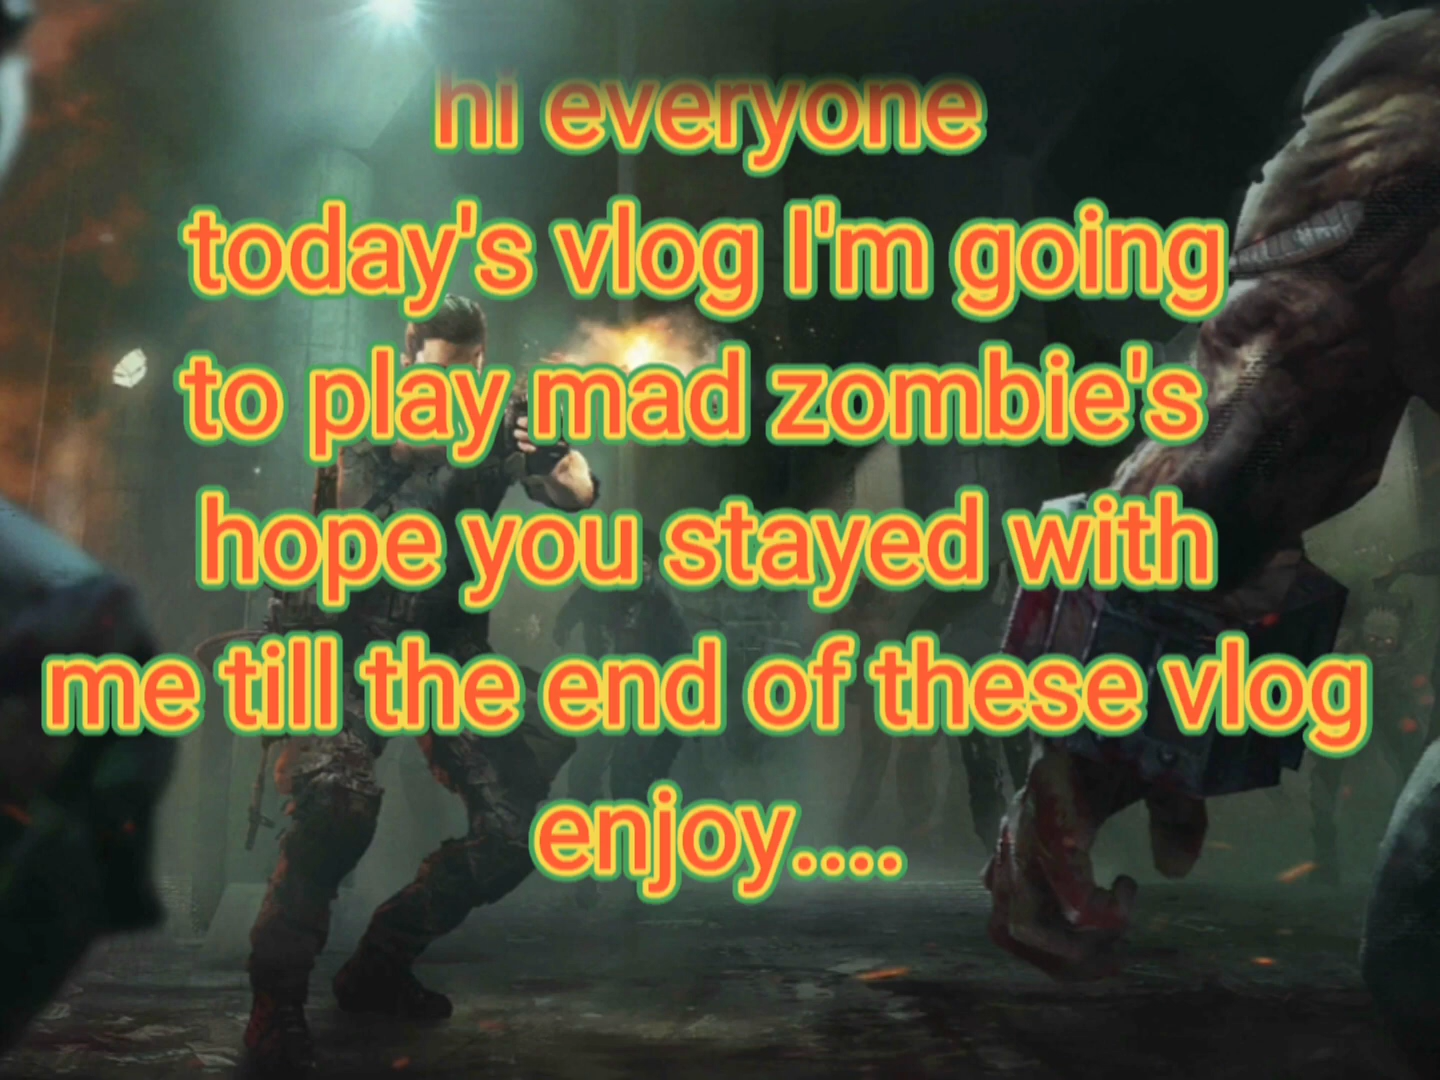 hi everyone
today's vlog I'm going
to play mad zombie's
hope you stayed with
me till the end of these vlog
enjoy....